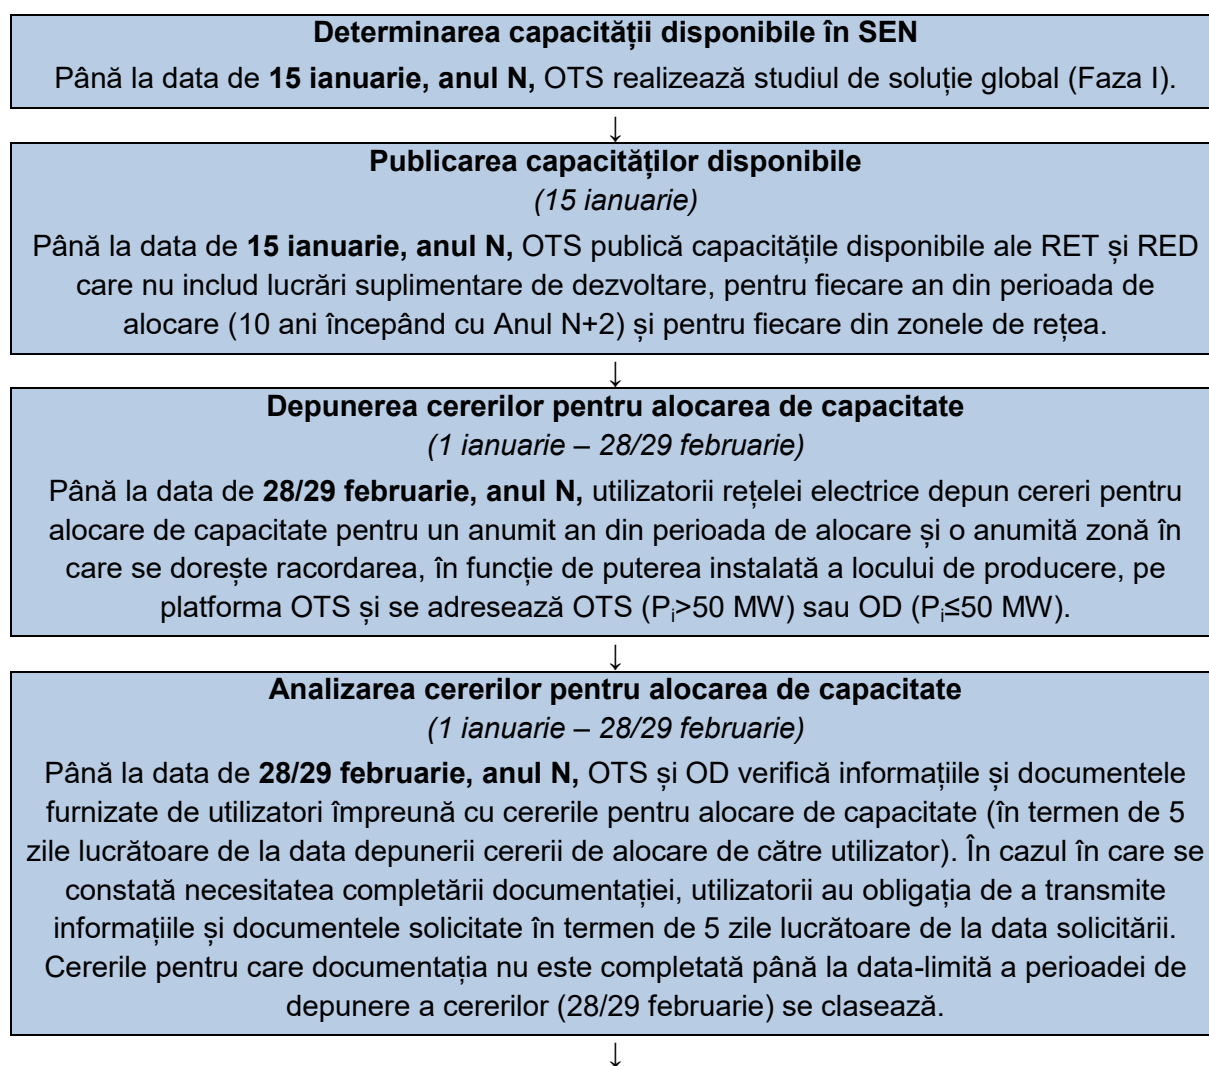 Determinarea capacității disponibile în SEN
Până la data de 15 ianuarie, anul N, OTS realizează studiul de soluție global (Faza I).
↓
Publicarea capacităților disponibile
(15 ianuarie)
Până la data de 15 ianuarie, anul N, OTS publică capacitățile disponibile ale RET și RED
care nu includ lucrări suplimentare de dezvoltare, pentru fiecare an din perioada de
alocare (10 ani începând cu Anul N+2) și pentru fiecare din zonele de rețea.
↓
Depunerea cererilor pentru alocarea de capacitate
(1 ianuarie – 28/29 februarie)
Până la data de 28/29 februarie, anul N, utilizatorii rețelei electrice depun cereri pentru
alocare de capacitate pentru un anumit an din perioada de alocare și o anumită zonă în
care se dorește racordarea, în funcție de puterea instalată a locului de producere, pe
platforma OTS și se adresează OTS (Pi>50 MW) sau OD (Pi≤50 MW).
↓
Analizarea cererilor pentru alocarea de capacitate
(1 ianuarie – 28/29 februarie)
Până la data de 28/29 februarie, anul N, OTS și OD verifică informațiile și documentele
furnizate de utilizatori împreună cu cererile pentru alocare de capacitate (în termen de 5
zile lucrătoare de la data depunerii cererii de alocare de către utilizator). În cazul în care se
constată necesitatea completării documentației, utilizatorii au obligația de a transmite
informațiile și documentele solicitate în termen de 5 zile lucrătoare de la data solicitării.
Cererile pentru care documentația nu este completată până la data-limită a perioadei de
depunere a cererilor (28/29 februarie) se clasează.
↓